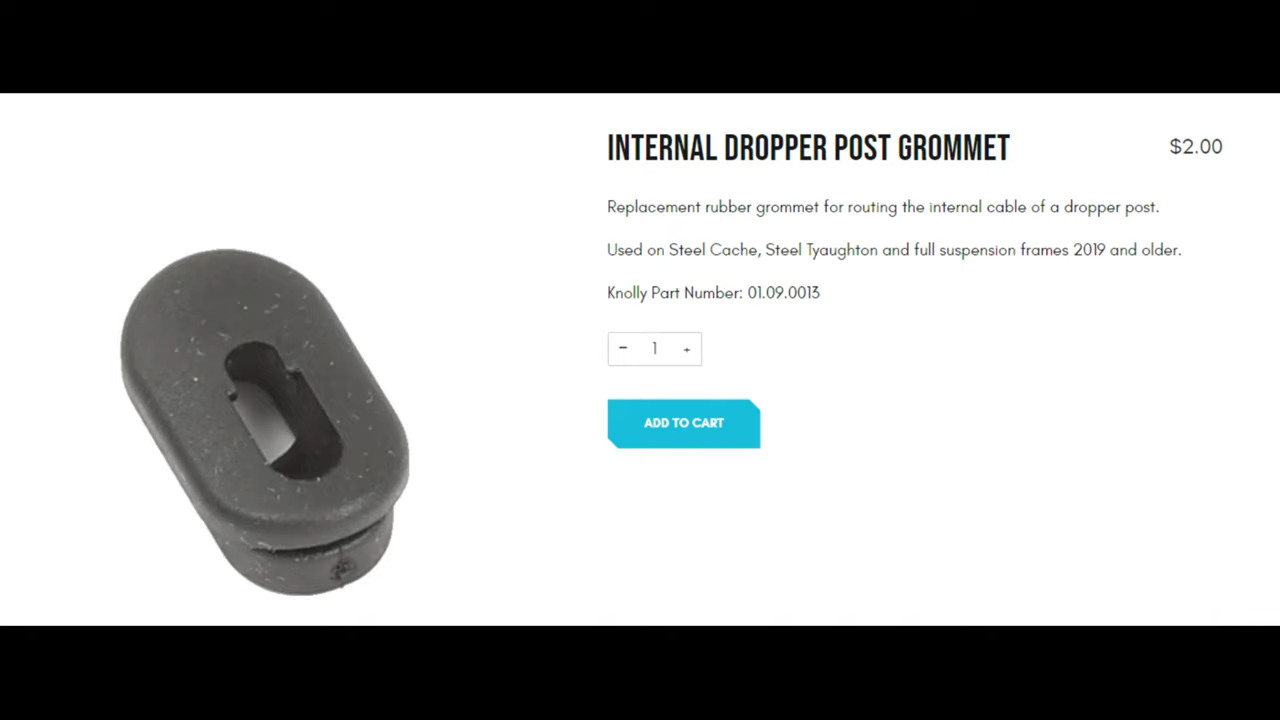 INTERNAL DROPPER POST GROMMET
$2.00
Replacement rubber grommet for routing the internal cable of a dropper post.
Used on Steel Cache, Steel Tyaughton and full suspension frames 2019 and older.
Knolly Part Number: 01.09.0013
- 1 +
ADD TO CART